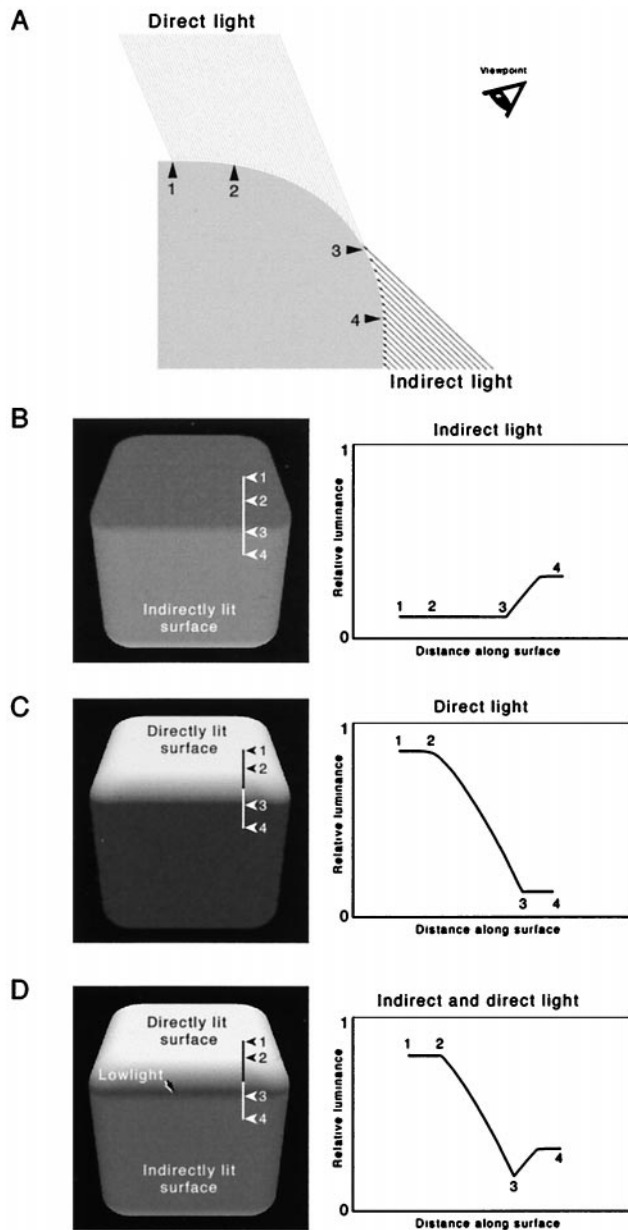 A
Direct light
Viewpoint
1
2
3
4
Indirect light
B
1
2
3
4
Indirectly lit
surface
Indirect light
1
0
Relative luminance
1 2 3 4
Distance along surface
C
Directly lit
surface
1
2
3
4
Direct light
1
0
Relative luminance
1 2
3 4
Distance along surface
D
Directly lit
surface
Lowlight
1
2
3
4
Indirectly lit
surface
Indirect and direct light
1
0
Relative luminance
1 2
4
3
Distance along surface